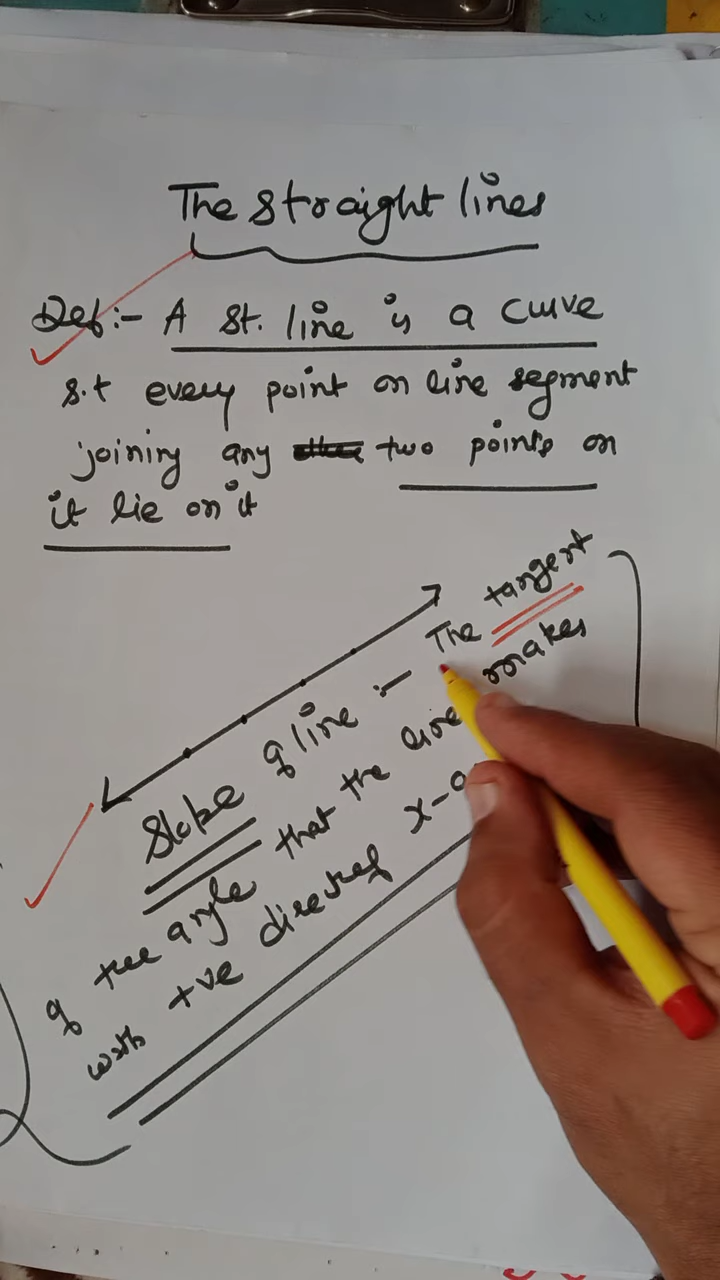 The straight lines
Def:- A st. line is a curve
s.t every point on line segment
joining any two points on
it lie on it
Slope of line :- The tangent
of the angle that the line makes
with +ve directed x-a